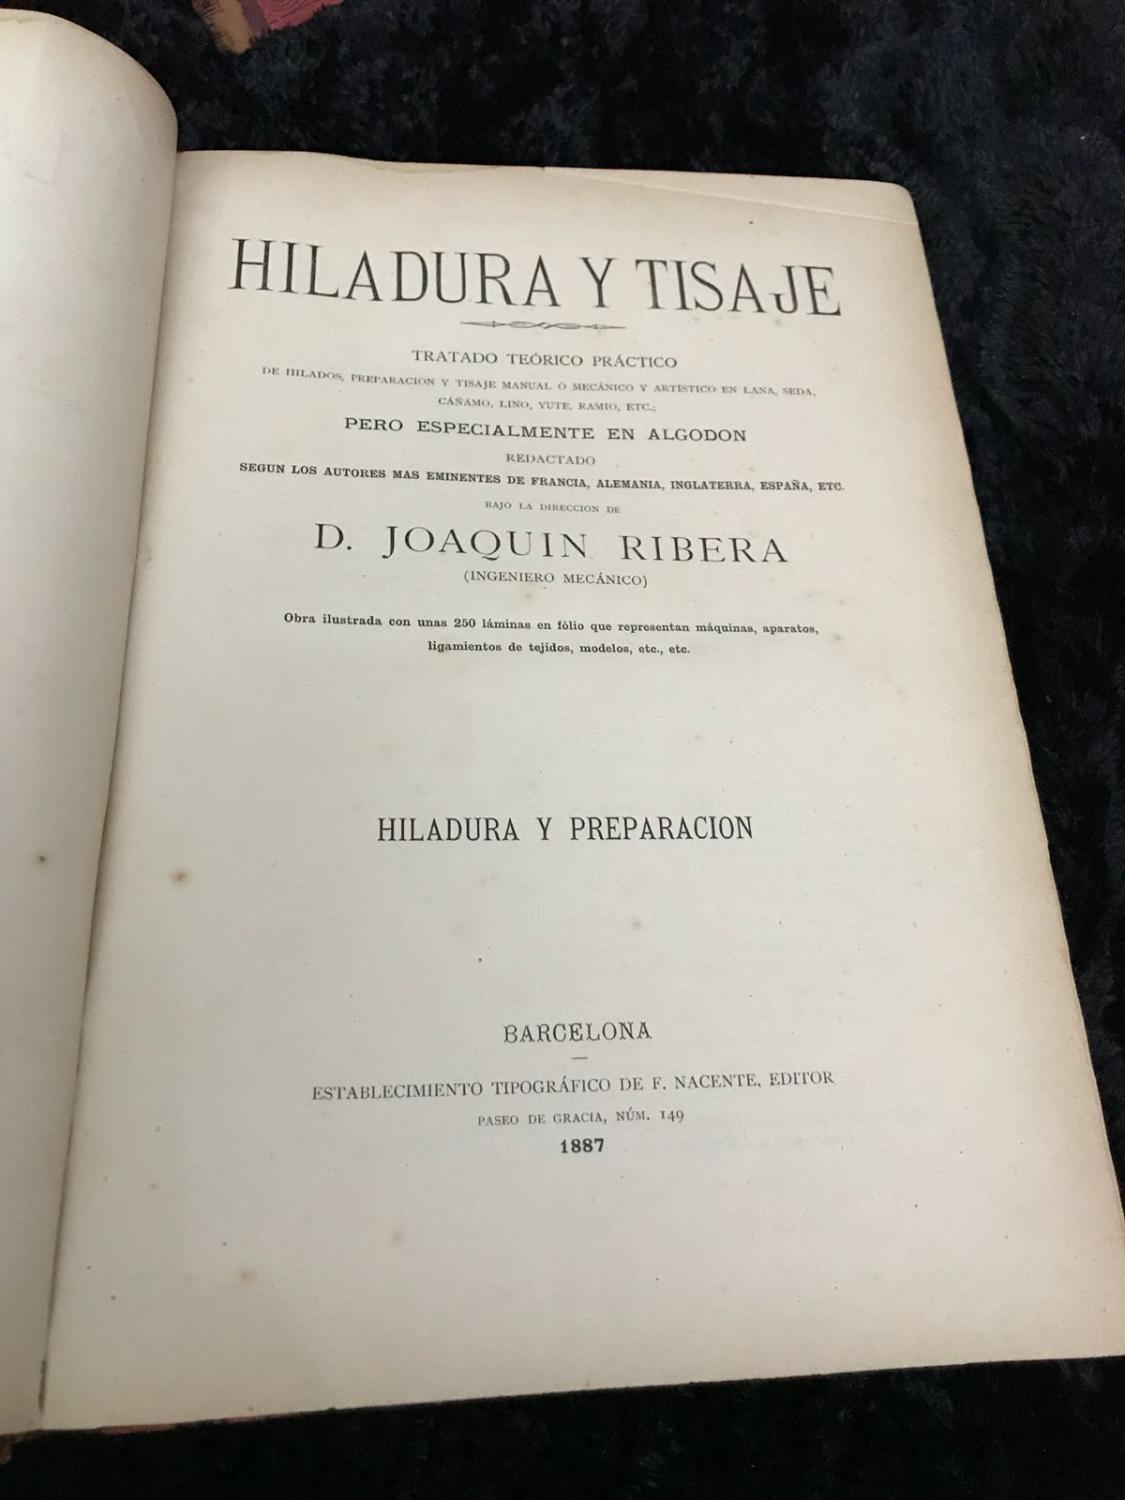 HILADURA Y TISAJE
TRATADO TEÓRICO PRÁCTICO
DE HILADOS, PREPARACION Y TISAJE MANUAL Ó MECÁNICO Y ARTÍSTICO EN LANA, SEDA,
CÁÑAMO, LINO, YUTE, RAMIO, ETC.;
PERO ESPECIALMENTE EN ALGODON
REDACTADO
SEGUN LOS AUTORES MAS EMINENTES DE FRANCIA, ALEMANIA, INGLATERRA, ESPAÑA, ETC.
BAJO LA DIRECCION DE
D. JOAQUIN RIBERA
(INGENIERO MECÁNICO)
Obra ilustrada con unas 250 láminas en fólio que representan máquinas, aparatos,
ligamientos de tejidos, modelos, etc., etc.
HILADURA Y PREPARACION
BARCELONA
ESTABLECIMIENTO TIPOGRÁFICO DE F. NACENTE, EDITOR
PASEO DE GRACIA, NÚM. 149
1887